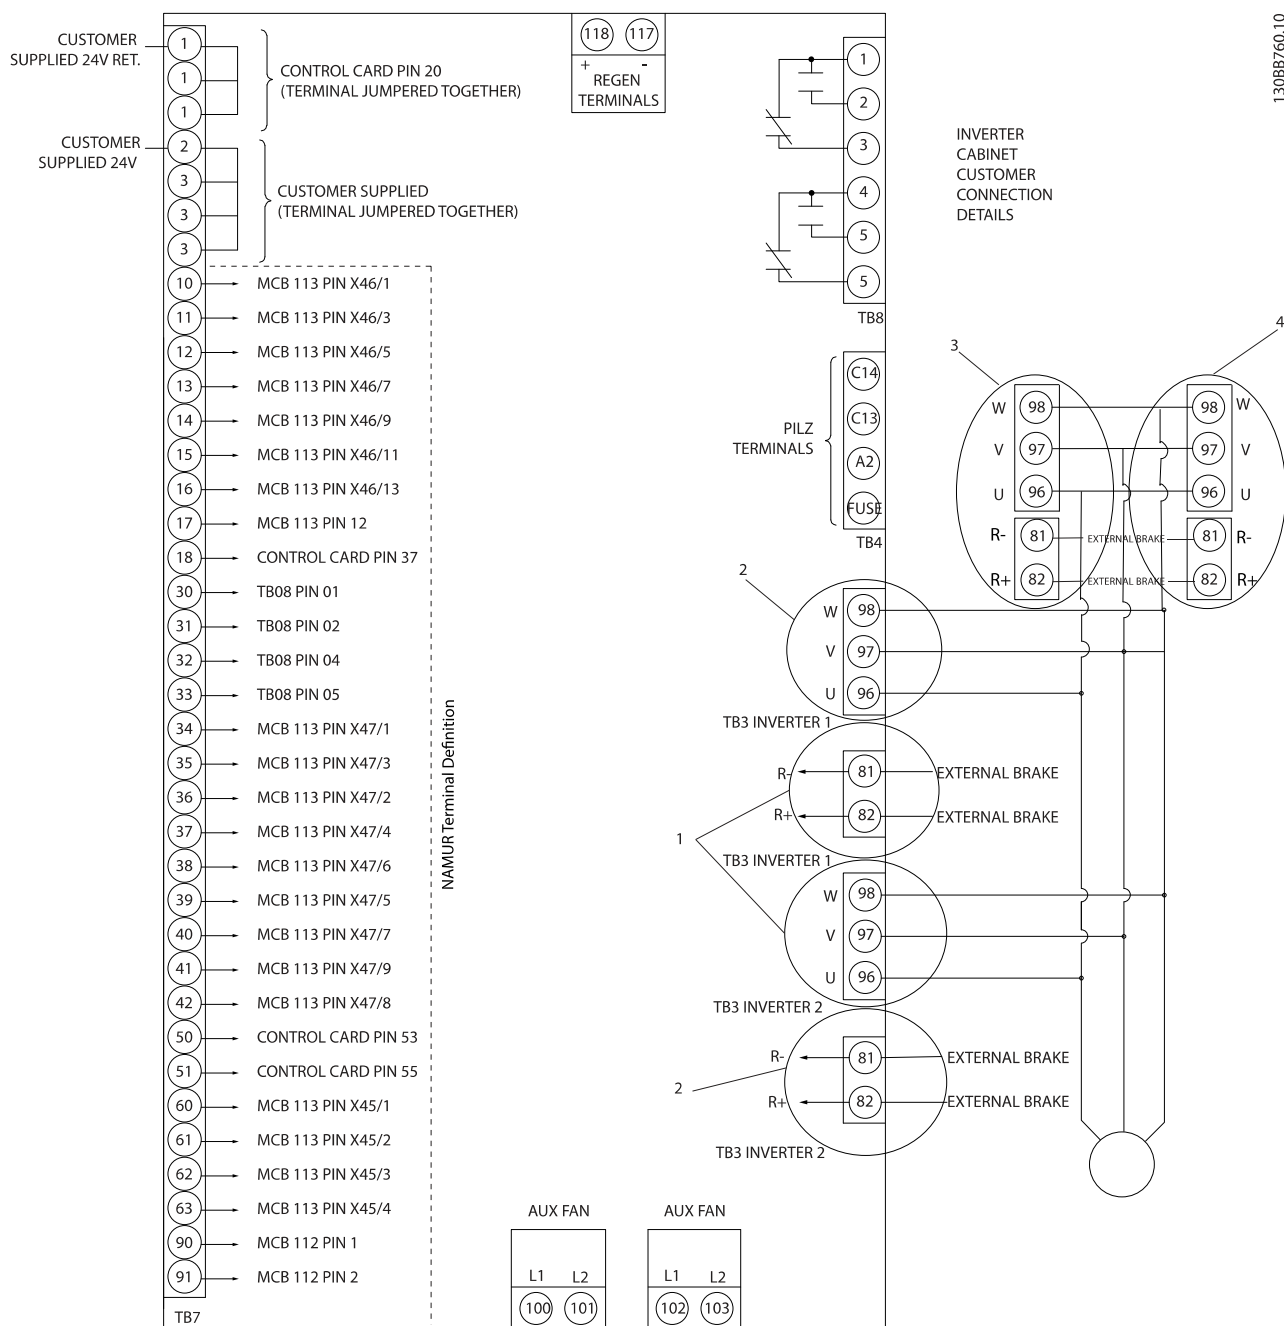 130BB760.10
CUSTOMER
SUPPLIED 24V RET.
1
1
1
CONTROL CARD PIN 20
(TERMINAL JUMPERED TOGETHER)
CUSTOMER
SUPPLIED 24V
2
3
3
3
CUSTOMER SUPPLIED
(TERMINAL JUMPERED TOGETHER)
10 MCB 113 PIN X46/1
11 MCB 113 PIN X46/3
12 MCB 113 PIN X46/5
13 MCB 113 PIN X46/7
14 MCB 113 PIN X46/9
15 MCB 113 PIN X46/11
16 MCB 113 PIN X46/13
17 MCB 113 PIN 12
18 CONTROL CARD PIN 37
30 TB08 PIN 01
31 TB08 PIN 02
32 TB08 PIN 04
33 TB08 PIN 05
34 MCB 113 PIN X47/1
35 MCB 113 PIN X47/3
36 MCB 113 PIN X47/2
37 MCB 113 PIN X47/4
38 MCB 113 PIN X47/6
39 MCB 113 PIN X47/5
40 MCB 113 PIN X47/7
41 MCB 113 PIN X47/9
42 MCB 113 PIN X47/8
50 CONTROL CARD PIN 53
51 CONTROL CARD PIN 55
60 MCB 113 PIN X45/1
61 MCB 113 PIN X45/2
62 MCB 113 PIN X45/3
63 MCB 113 PIN X45/4
90 MCB 112 PIN 1
91 MCB 112 PIN 2
TB7
NAMUR Terminal Definition
118 117
+ -
REGEN
TERMINALS
1
2
3
4
5
5
TB8
INVERTER
CABINET
CUSTOMER
CONNECTION
DETAILS
PILZ
TERMINALS
C14
C13
A2
FUSE
TB4
3
4
W 98 98 W
V 97 97 V
U 96 96 U
R- 81 EXTERNAL BRAKE 81 R-
R+ 82 EXTERNAL BRAKE 82 R+
2
W 98
V 97
U 96
TB3 INVERTER 1
R- 81 EXTERNAL BRAKE
R+ 82 EXTERNAL BRAKE
1
TB3 INVERTER 1
W 98
V 97
U 96
TB3 INVERTER 2
R- 81 EXTERNAL BRAKE
2
R+ 82 EXTERNAL BRAKE
TB3 INVERTER 2
AUX FAN
L1 L2
100 101
AUX FAN
L1 L2
102 103